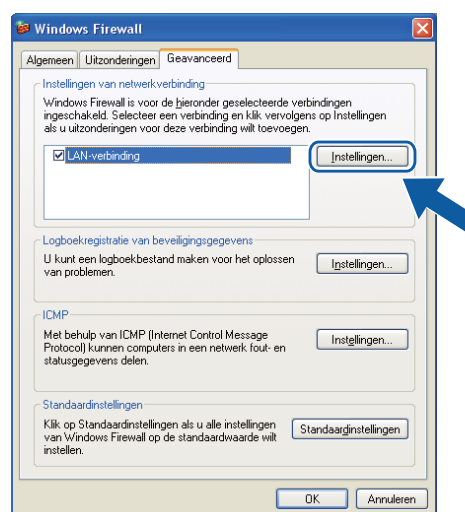 Windows Firewall
Algemeen Uitzonderingen Geavanceerd
Instellingen van netwerkverbinding
Windows Firewall is voor de hieronder geselecteerde verbindingen
ingeschakeld. Selecteer een verbinding en klik vervolgens op Instellingen
als u uitzonderingen voor deze verbinding wilt toevoegen.
LAN-verbinding
Instellingen...
Logboekregistratie van beveiligingsgegevens
U kunt een logboekbestand maken voor het oplossen
van problemen.
Instellingen...
ICMP
Met behulp van ICMP (Internet Control Message
Protocol) kunnen computers in een netwerk fout- en
statusgegevens delen.
Instellingen...
Standaardinstellingen
Klik op Standaardinstellingen als u alle instellingen
van Windows Firewall op de standaardwaarde wilt
instellen.
Standaardinstellingen
OK Annuleren